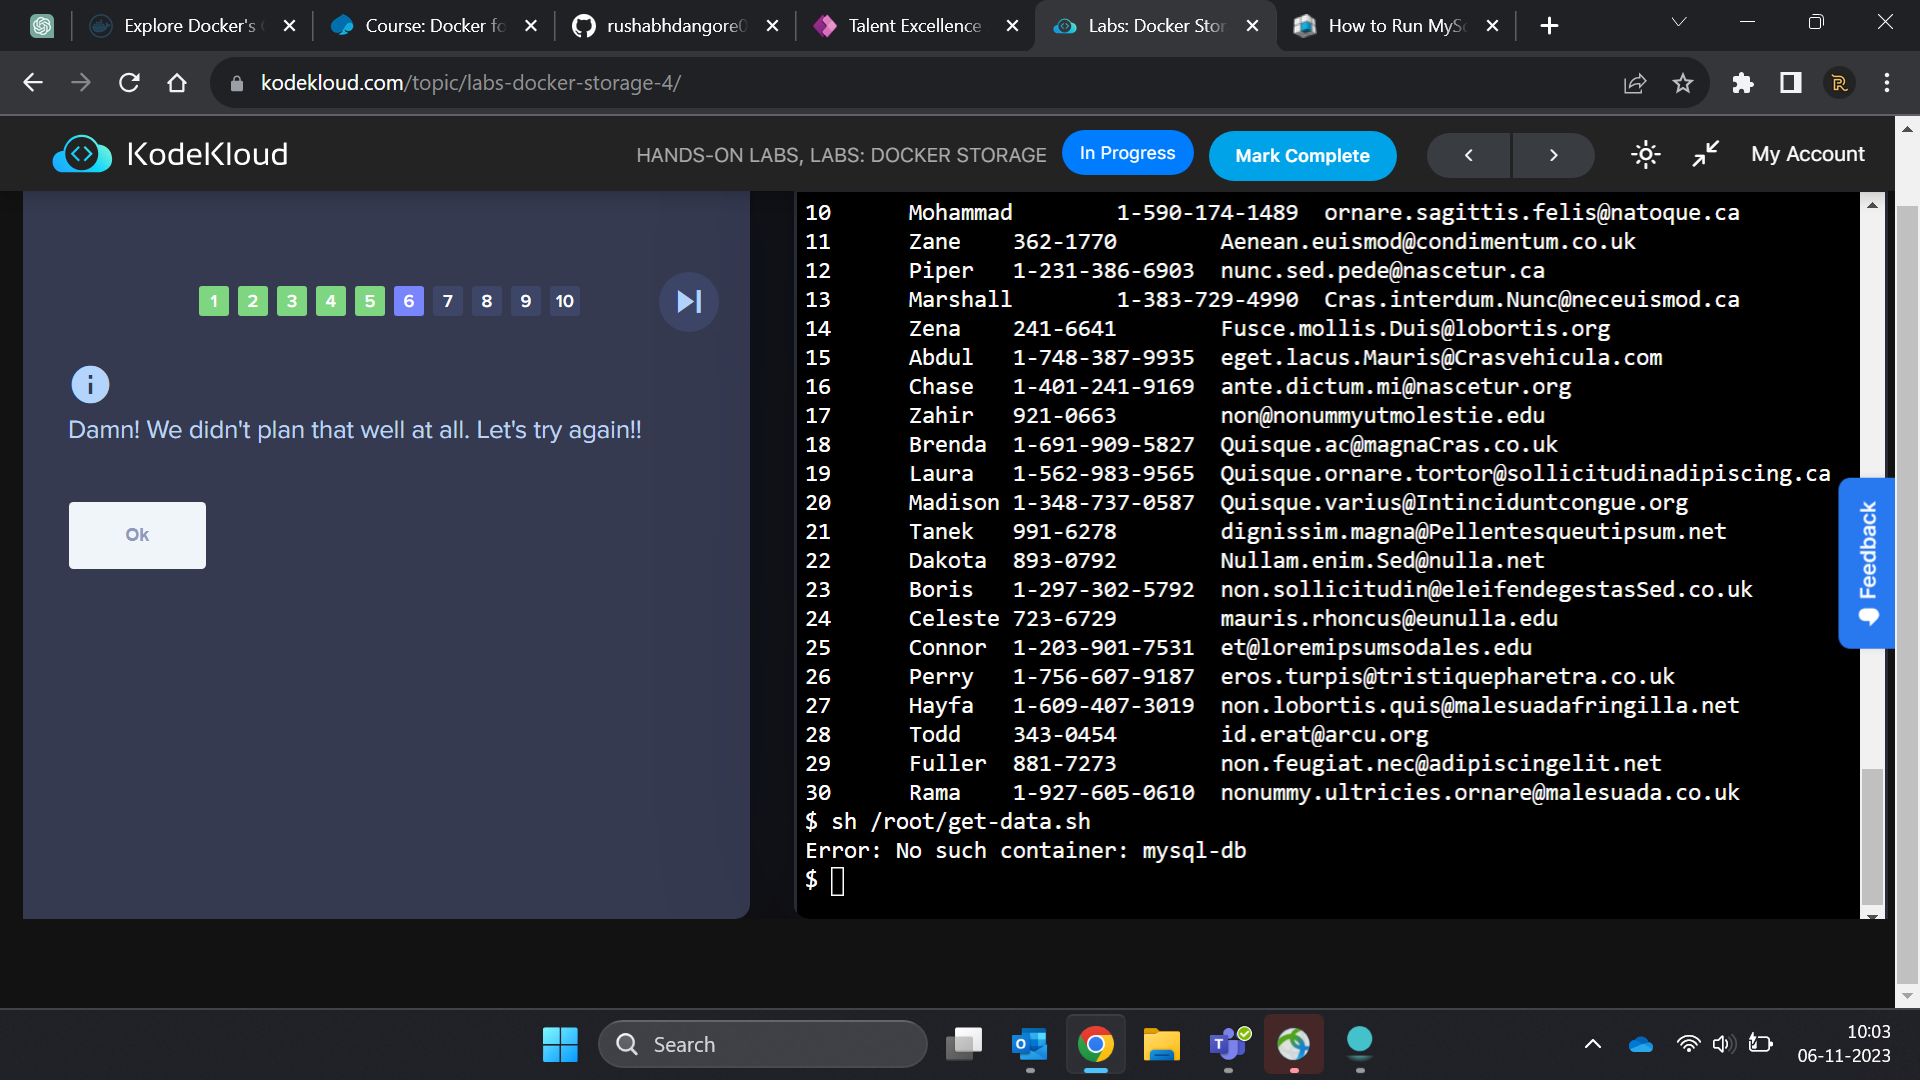 Explore Docker's
Course: Docker fo
rushabhdangore0
Talent Excellence
Labs: Docker Stor
How to Run MySC
kodekloud.com/topic/labs-docker-storage-4/
KodeKloud
HANDS-ON LABS, LABS: DOCKER STORAGE
In Progress
Mark Complete
My Account
1 2 3 4 5 6 7 8 9 10
Damn! We didn't plan that well at all. Let's try again!!
Ok
10 Mohammad 1-590-174-1489 ornare.sagittis.felis@natoque.ca
11 Zane 362-1770 Aenean.euismod@condimentum.co.uk
12 Piper 1-231-386-6903 nunc.sed.pede@nascetur.ca
13 Marshall 1-383-729-4990 Cras.interdum.Nunc@neceuismod.ca
14 Zena 241-6641 Fusce.mollis.Duis@lobortis.org
15 Abdul 1-748-387-9935 eget.lacus.Mauris@Crasvehicula.com
16 Chase 1-401-241-9169 ante.dictum.mi@nascetur.org
17 Zahir 921-0663 non@nonummyutmolestie.edu
18 Brenda 1-691-909-5827 Quisque.ac@magnaCras.co.uk
19 Laura 1-562-983-9565 Quisque.ornare.tortor@sollicitudinadipiscing.ca
20 Madison 1-348-737-0587 Quisque.varius@Intinciduntcongue.org
21 Tanek 991-6278 dignissim.magna@Pellentesqueutipsum.net
22 Dakota 893-0792 Nullam.enim.Sed@nulla.net
23 Boris 1-297-302-5792 non.sollicitudin@eleifendegestasSed.co.uk
24 Celeste 723-6729 mauris.rhoncus@eunulla.edu
25 Connor 1-203-901-7531 et@loremipsumsodales.edu
26 Perry 1-756-607-9187 eros.turpis@tristiquepharetra.co.uk
27 Hayfa 1-609-407-3019 non.lobortis.quis@malesuadafringilla.net
28 Todd 343-0454 id.erat@arcu.org
29 Fuller 881-7273 non.feugiat.nec@adipiscingelit.net
30 Rama 1-927-605-0610 nonummy.ultricies.ornare@malesuada.co.uk
$ sh /root/get-data.sh
Error: No such container: mysql-db
$
Feedback
Search
10:03
06-11-2023